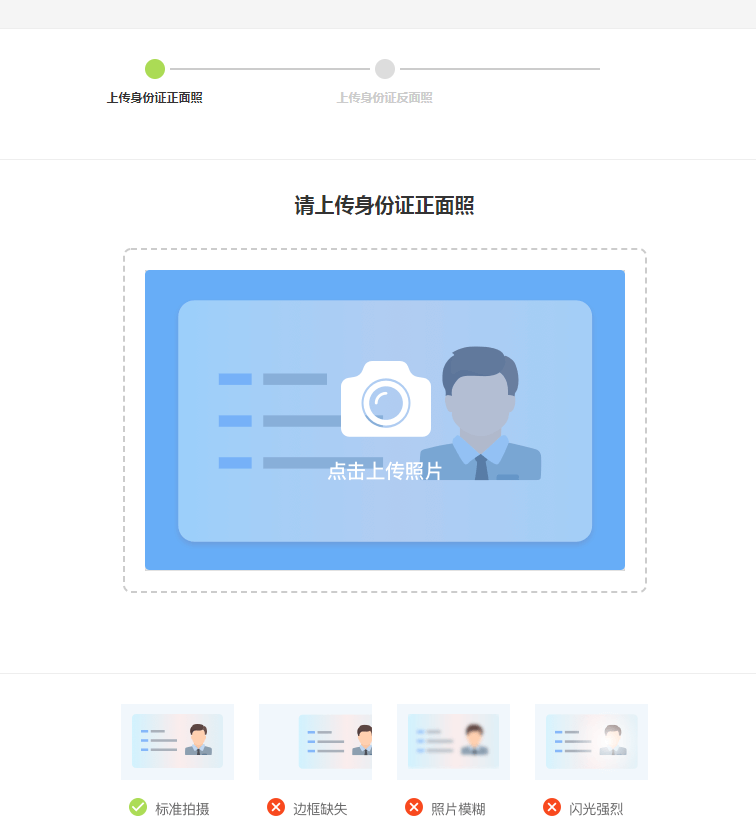 上传身份证正面照
上传身份证反面照
请上传身份证正面照
点击上传照片
标准拍摄
边框缺失
照片模糊
闪光强烈